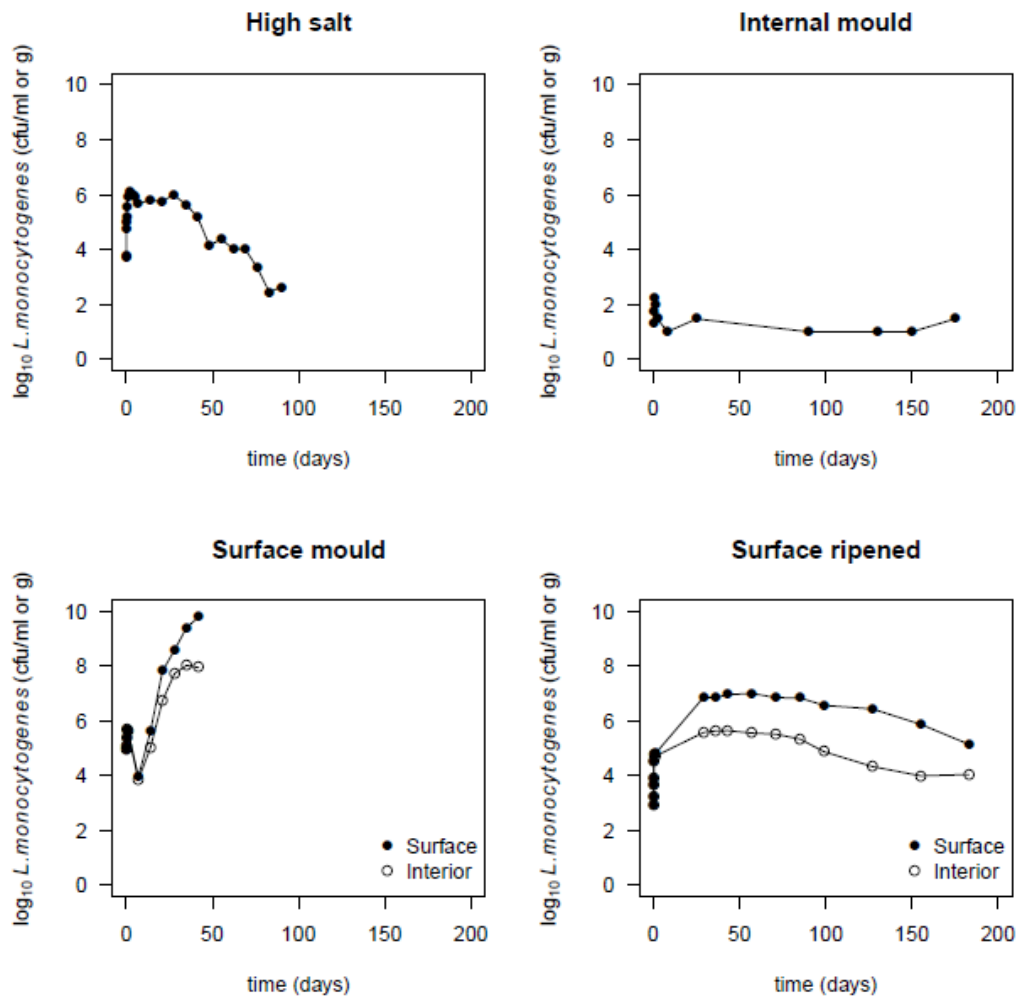 High salt
log₁₀ L.monocytogenes (cfu/ml or g)
10
8
6
4
2
0
0 50 100 150 200
time (days)
Internal mould
log₁₀ L.monocytogenes (cfu/ml or g)
10
8
6
4
2
0
0 50 100 150 200
time (days)
Surface mould
log₁₀ L.monocytogenes (cfu/ml or g)
10
8
6
4
2
0
Surface
Interior
0 50 100 150 200
time (days)
Surface ripened
log₁₀ L.monocytogenes (cfu/ml or g)
10
8
6
4
2
0
Surface
Interior
0 50 100 150 200
time (days)